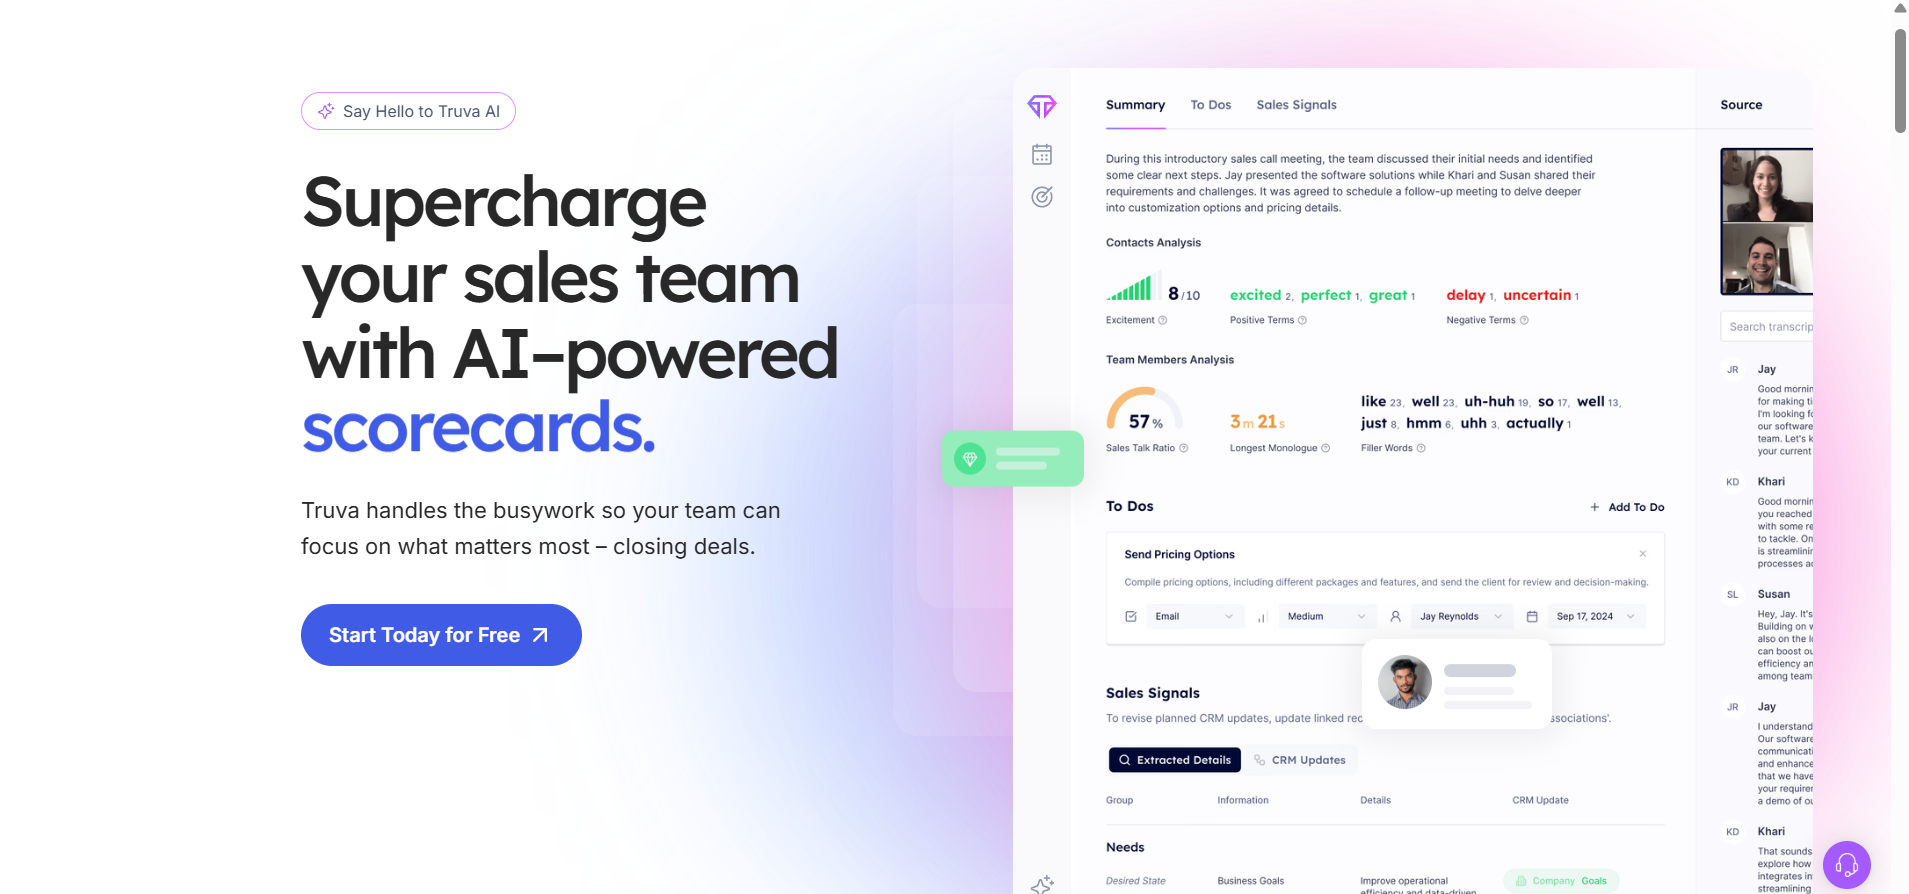 Say Hello to Truva AI
Supercharge
your sales team
with AI-powered
scorecards.
Truva handles the busywork so your team can
focus on what matters most – closing deals.
Start Today for Free
Summary To Dos Sales Signals
During this introductory sales call meeting, the team discussed their initial needs and identified
some clear next steps. Jay presented the software solutions while Khari and Susan shared their
requirements and challenges. It was agreed to schedule a follow-up meeting to delve deeper
into customization options and pricing details.
Contacts Analysis
8 /10 excited 2, perfect 1, great 1 delay 1, uncertain 1
Excitement Positive Terms Negative Terms
Team Members Analysis
like 23, well 23, uh-huh 19, so 17, well 13,
57 % 3 m 21 s just 8, hmm 6, uhh 3, actually 1
Sales Talk Ratio Longest Monologue Filler Words
To Dos + Add To Do
Send Pricing Options
Compile pricing options, including different packages and features, and send the client for review and decision-making.
Email Medium Jay Reynolds Sep 17, 2024
Sales Signals
To revise planned CRM updates, update linked rec ssociations'.
Extracted Details CRM Updates
Group Information Details CRM Update
Needs
Desired State Business Goals Improve operational Company Goals
efficiency and data-driven
Source
Search transcrip
JR Jay
Good mornin
for making ti
I'm looking fo
our software
team. Let's k
your current
KD Khari
Good mornin
you reached
with some re
to tackle. On
is streamlinin
processes ac
SL Susan
Hey, Jay. It's
Building on w
also on the lo
can boost ou
efficiency an
among team
JR Jay
I understand
Our software
communicati
and enhance
that we have
your requirer
a demo of ou
KD Khari
That sounds
explore how
integrates in
streamlining